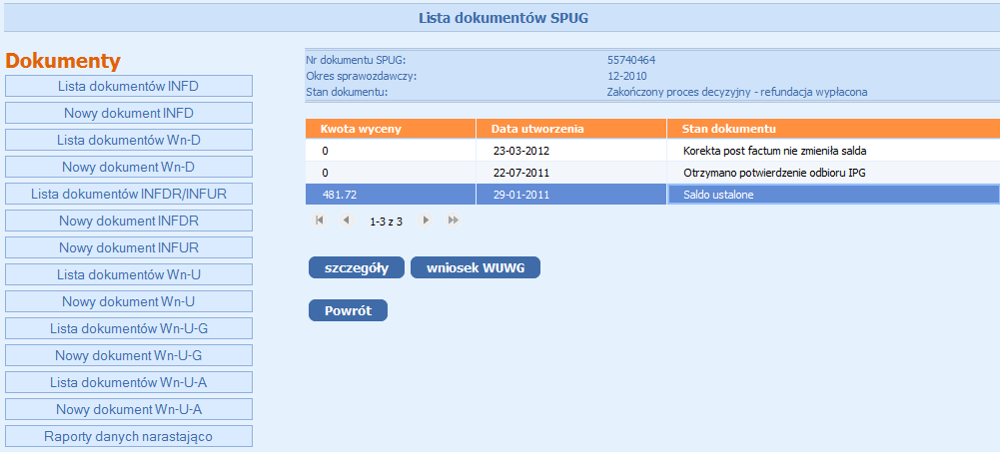 Lista dokumentów SPUG
Dokumenty
Lista dokumentów INFD
Nowy dokument INFD
Lista dokumentów Wn-D
Nowy dokument Wn-D
Lista dokumentów INFDR/INFUR
Nowy dokument INFDR
Nowy dokument INFUR
Lista dokumentów Wn-U
Nowy dokument Wn-U
Lista dokumentów Wn-U-G
Nowy dokument Wn-U-G
Lista dokumentów Wn-U-A
Nowy dokument Wn-U-A
Raporty danych narastająco
Nr dokumentu SPUG: 55740464
Okres sprawozdawczy: 12-2010
Stan dokumentu: Zakończony proces decyzyjny - refundacja wypłacona
Kwota wyceny Data utworzenia Stan dokumentu
0 23-03-2012 Korekta post factum nie zmieniła salda
0 22-07-2011 Otrzymano potwierdzenie odbioru IPG
481.72 29-01-2011 Saldo ustalone
1-3 z 3
szczegóły wniosek WUWG
Powrót